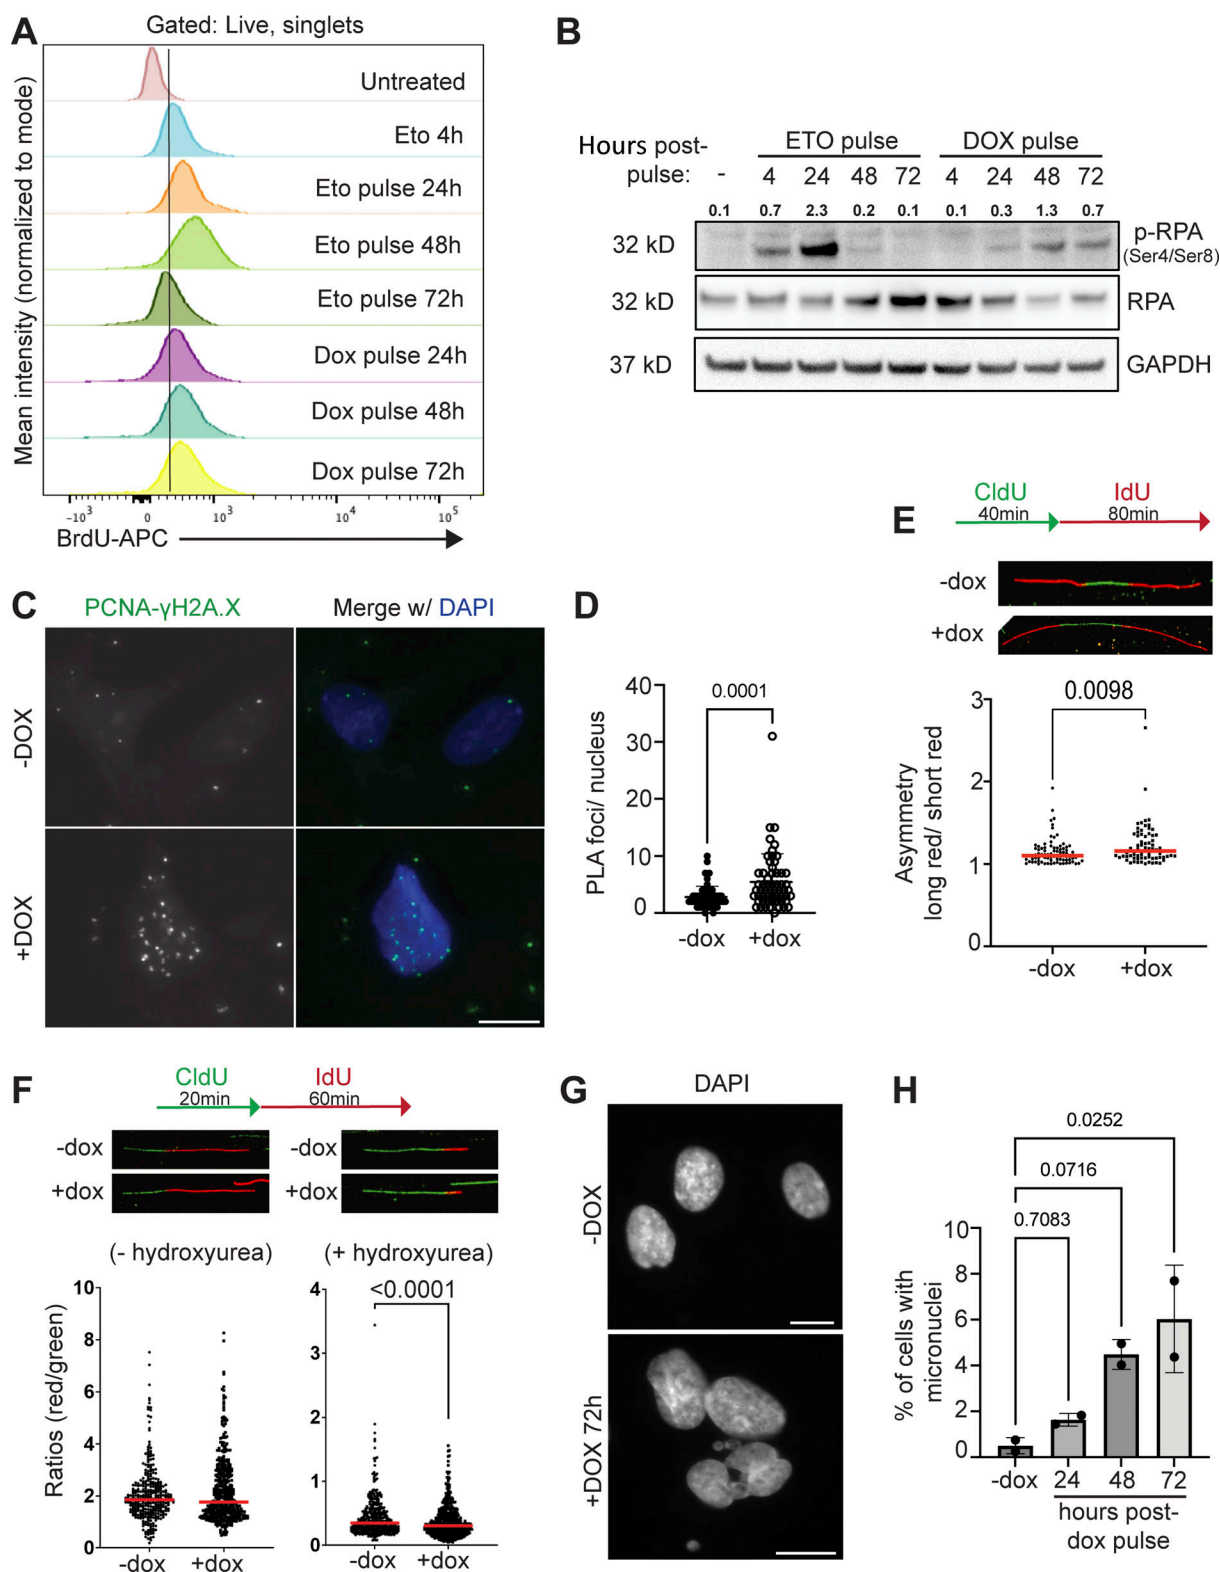 A
Gated: Live, singlets
Mean intensity (normalized to mode)
Untreated
Eto 4h
Eto pulse 24h
Eto pulse 48h
Eto pulse 72h
Dox pulse 24h
Dox pulse 48h
Dox pulse 72h
-10³ 0 10³ 10⁴ 10⁵
BrdU-APC
B
Hours post-
pulse:
ETO pulse DOX pulse
- 4 24 48 72 4 24 48 72
0.1 0.7 2.3 0.2 0.1 0.1 0.3 1.3 0.7
32 kD p-RPA
(Ser4/Ser8)
32 kD RPA
37 kD GAPDH
C
PCNA-γH2A.X Merge w/ DAPI
-DOX
+DOX
D
PLA foci/ nucleus
40
30
20
10
0
0.0001
-dox +dox
E
CldU IdU
40min 80min
-dox
+dox
Asymmetry
long red/ short red
3
2
1
0
0.0098
-dox +dox
F
CldU IdU
20min 60min
-dox -dox
+dox +dox
(- hydroxyurea) (+ hydroxyurea)
Ratios (red/green)
10
8
6
4
2
0
-dox +dox
<0.0001
4
3
2
1
0
-dox +dox
G
DAPI
-DOX
+DOX 72h
H
0.0252
0.0716
0.7083
% of cells with
micronuclei
10
8
6
4
2
0
-dox 24 48 72
hours post-
dox pulse